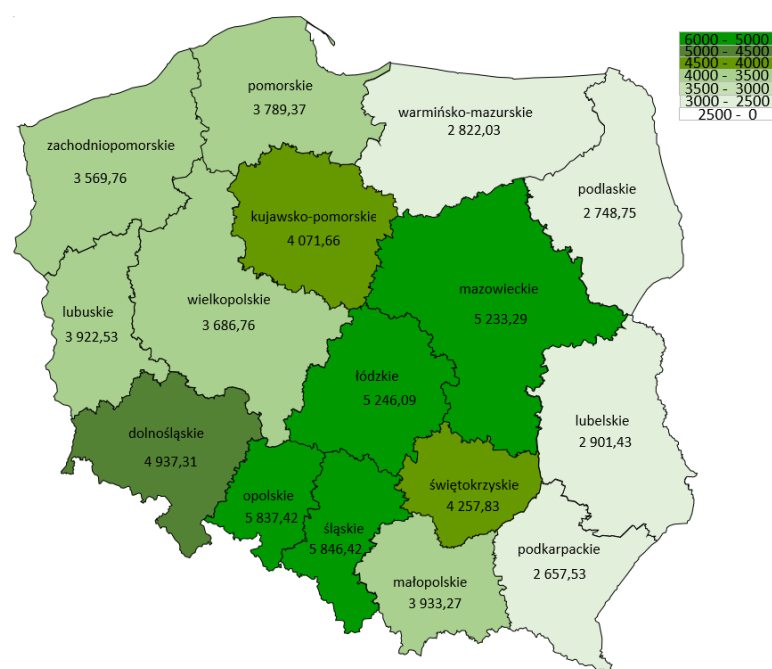 6000 - 5000
5000 - 4500
4500 - 4000
4000 - 3500
3500 - 3000
3000 - 2500
2500 - 0
pomorskie
3 789,37
warmińsko-mazurskie
2 822,03
zachodniopomorskie
3 569,76
podlaskie
2 748,75
kujawsko-pomorskie
4 071,66
mazowieckie
5 233,29
wielkopolskie
3 686,76
lubuskie
3 922,53
łódzkie
5 246,09
lubelskie
2 901,43
dolnośląskie
4 937,31
świętokrzyskie
4 257,83
opolskie
5 837,42
śląskie
5 846,42
podkarpackie
2 657,53
małopolskie
3 933,27